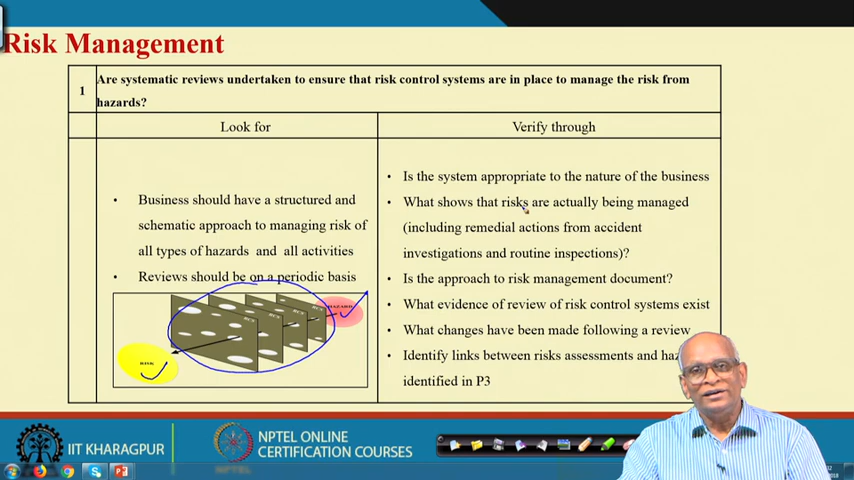 Risk Management
1
Are systematic reviews undertaken to ensure that risk control systems are in place to manage the risk from
hazards?
Look for
Verify through
• Business should have a structured and
schematic approach to managing risk of
all types of hazards and all activities
• Reviews should be on a periodic basis
HAZARD
RISK
• Is the system appropriate to the nature of the business
• What shows that risks are actually being managed
(including remedial actions from accident
investigations and routine inspections)?
• Is the approach to risk management document?
• What evidence of review of risk control systems exist
• What changes have been made following a review
• Identify links between risks assessments and
identified in P3
IIT KHARAGPUR
NPTEL ONLINE
CERTIFICATION COURSES
NPTEL